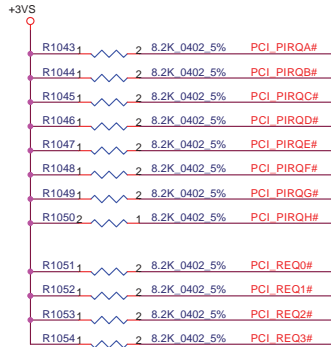 +3VS
R1043 1 2 8.2K_0402_5% PCI_PIRQA#
R1044 1 2 8.2K_0402_5% PCI_PIRQB#
R1045 1 2 8.2K_0402_5% PCI_PIRQC#
R1046 1 2 8.2K_0402_5% PCI_PIRQD#
R1047 1 2 8.2K_0402_5% PCI_PIRQE#
R1048 1 2 8.2K_0402_5% PCI_PIRQF#
R1049 1 2 8.2K_0402_5% PCI_PIRQG#
R1050 2 1 8.2K_0402_5% PCI_PIRQH#
R1051 1 2 8.2K_0402_5% PCI_REQ0#
R1052 1 2 8.2K_0402_5% PCI_REQ1#
R1053 1 2 8.2K_0402_5% PCI_REQ2#
R1054 1 2 8.2K_0402_5% PCI_REQ3#